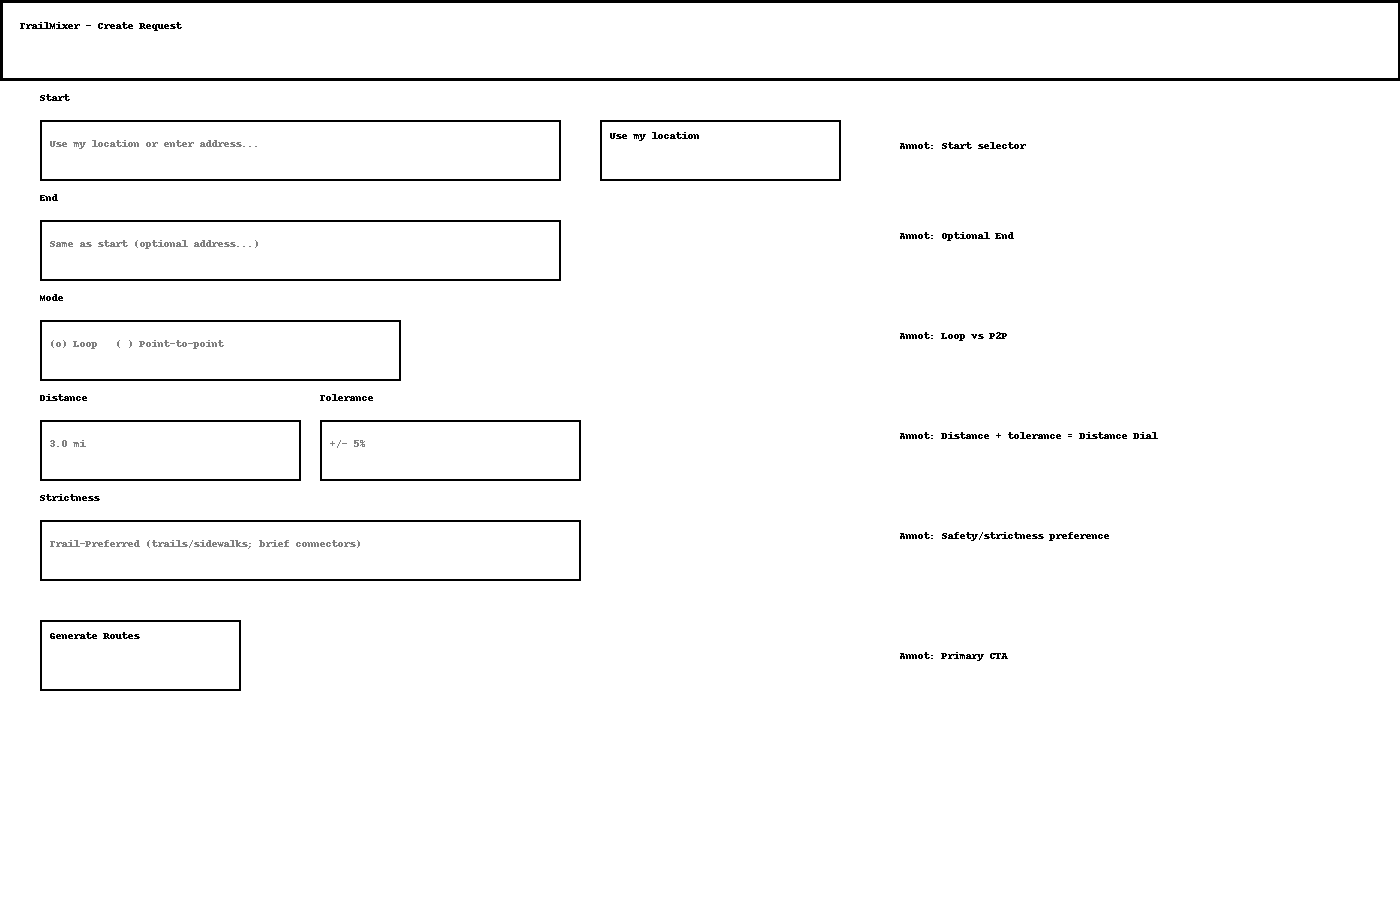 TrailMixer - Create Request
Start
Use my location or enter address...
Use my location
Annot: Start selector
End
Same as start (optional address...)
Annot: Optional End
Mode
(o) Loop   ( ) Point-to-point
Annot: Loop vs P2P
Distance
Tolerance
3.0 mi
+/- 5%
Annot: Distance + tolerance = Distance Dial
Strictness
Trail-Preferred (trails/sidewalks; brief connectors)
Annot: Safety/strictness preference
Generate Routes
Annot: Primary CTA